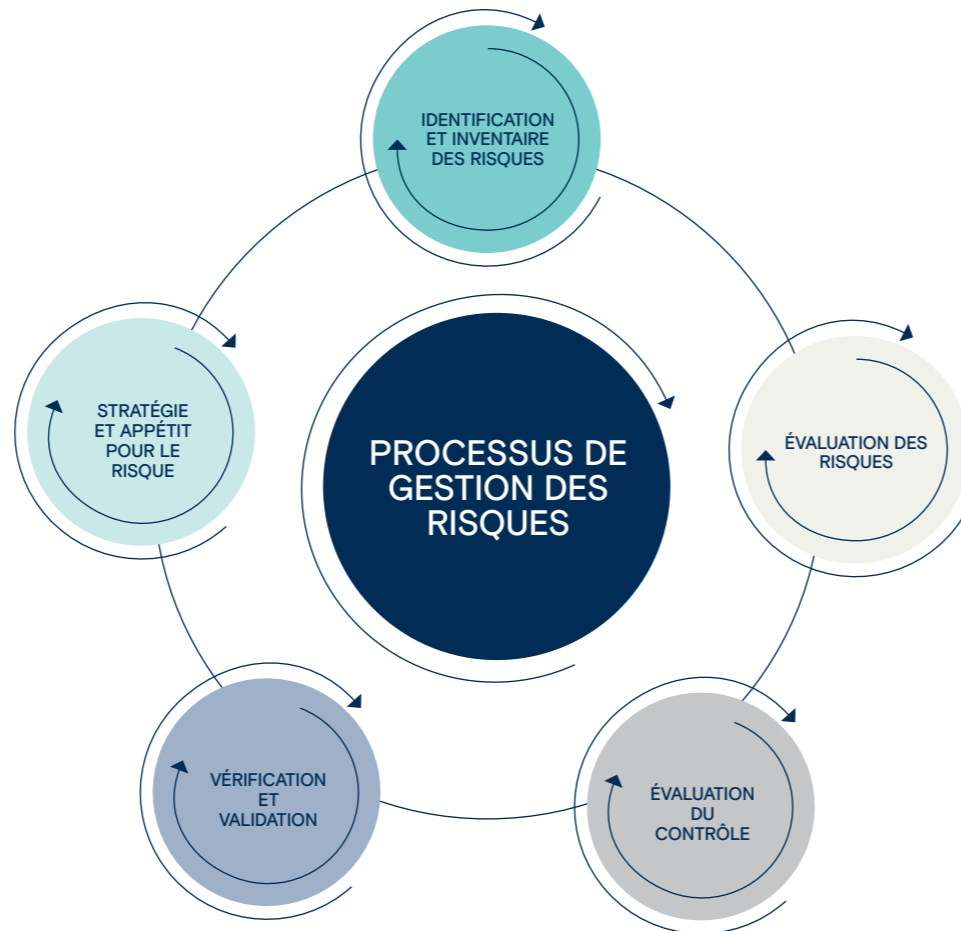 IDENTIFICATION
ET INVENTAIRE
DES RISQUES
ÉVALUATION DES
RISQUES
ÉVALUATION
DU
CONTRÔLE
VÉRIFICATION
ET
VALIDATION
STRATÉGIE
ET APPÉTIT
POUR LE
RISQUE
PROCESSUS DE
GESTION DES
RISQUES